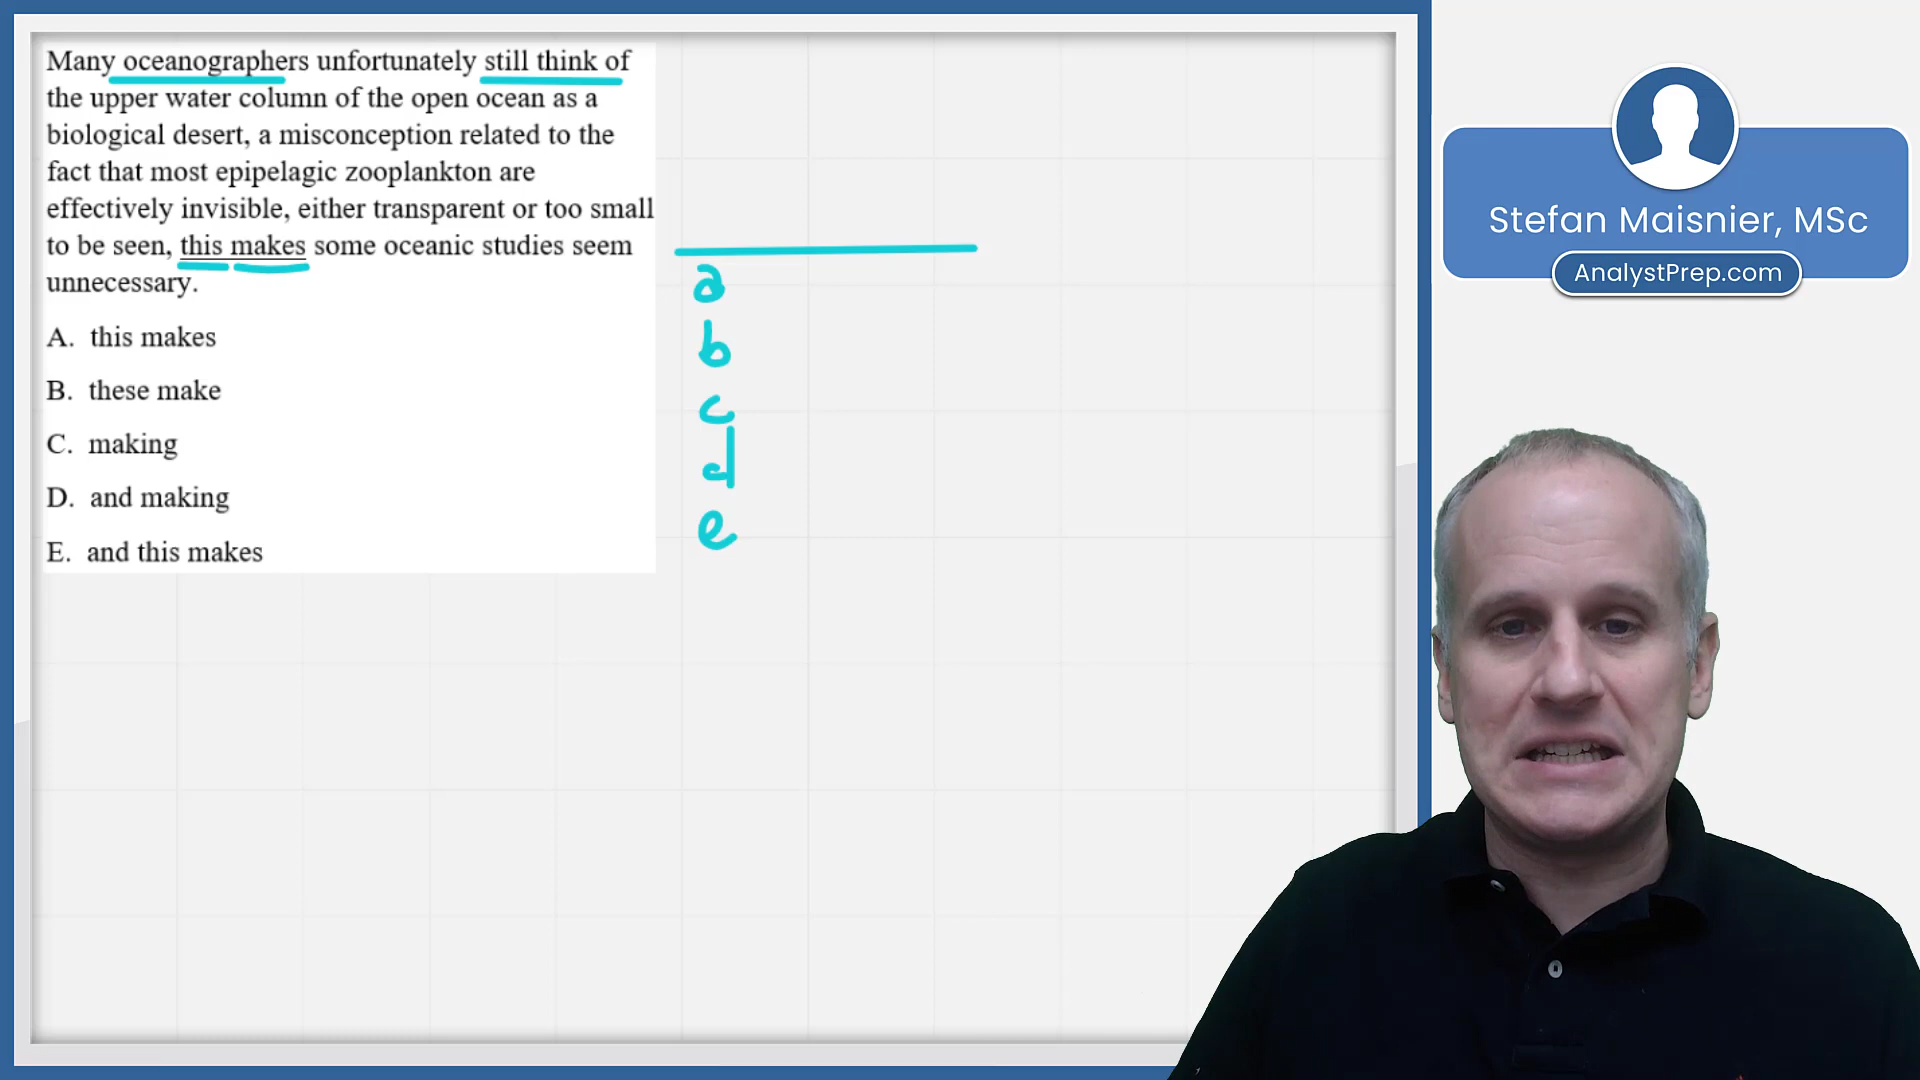 Many oceanographers unfortunately still think of
the upper water column of the open ocean as a
biological desert, a misconception related to the
fact that most epipelagic zooplankton are
effectively invisible, either transparent or too small
to be seen, this makes some oceanic studies seem
unnecessary.
A. this makes
B. these make
C. making
D. and making
E. and this makes
a
b
c
d
e
Stefan Maisnier, MSc
AnalystPrep.com